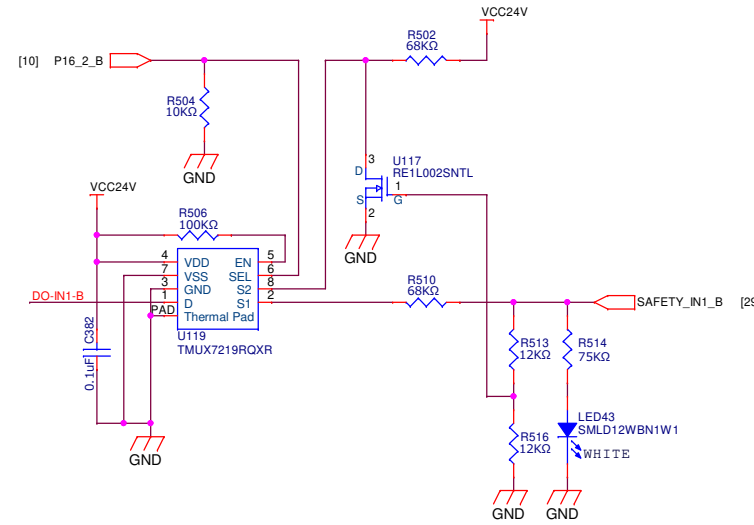 VCC24V
R502
68KΩ
[10] P16_2_B
R504
10KΩ
GND
3
U117
RE1L002SNTL
D
1
S
G
2
GND
VCC24V
R506
100KΩ
4 VDD EN 5
7 VSS SEL 6
3 GND S2 8
DO-IN1-B 1 D S1 2
PAD Thermal Pad
U119
TMUX7219RQXR
C382
0.1uF
GND
R510
68KΩ
SAFETY_IN1_B [29
R513
12KΩ
R514
75KΩ
R516
12KΩ
LED43
SMLD12WBN1W1
WHITE
GND
GND